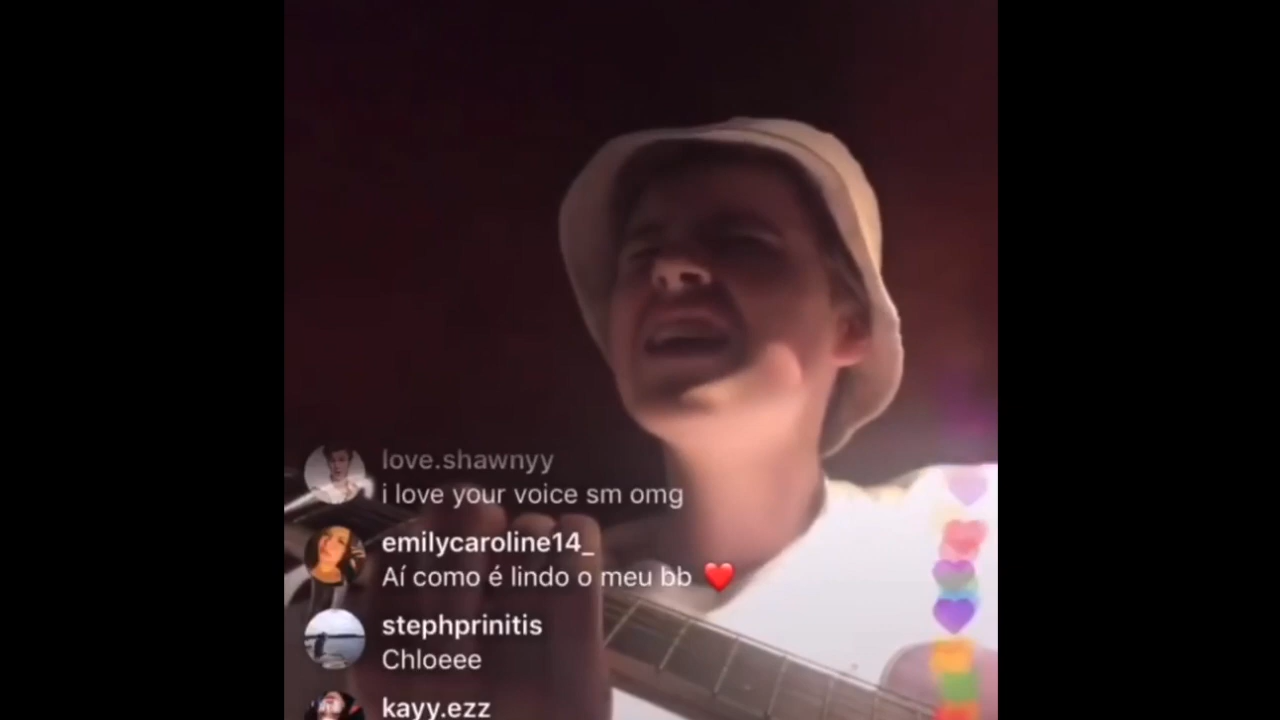 love.shawnyy
i love your voice sm omg
emilycaroline14_
Aí como é lindo o meu bb ❤️
stephprinitis
Chloeee
kayy.ezz